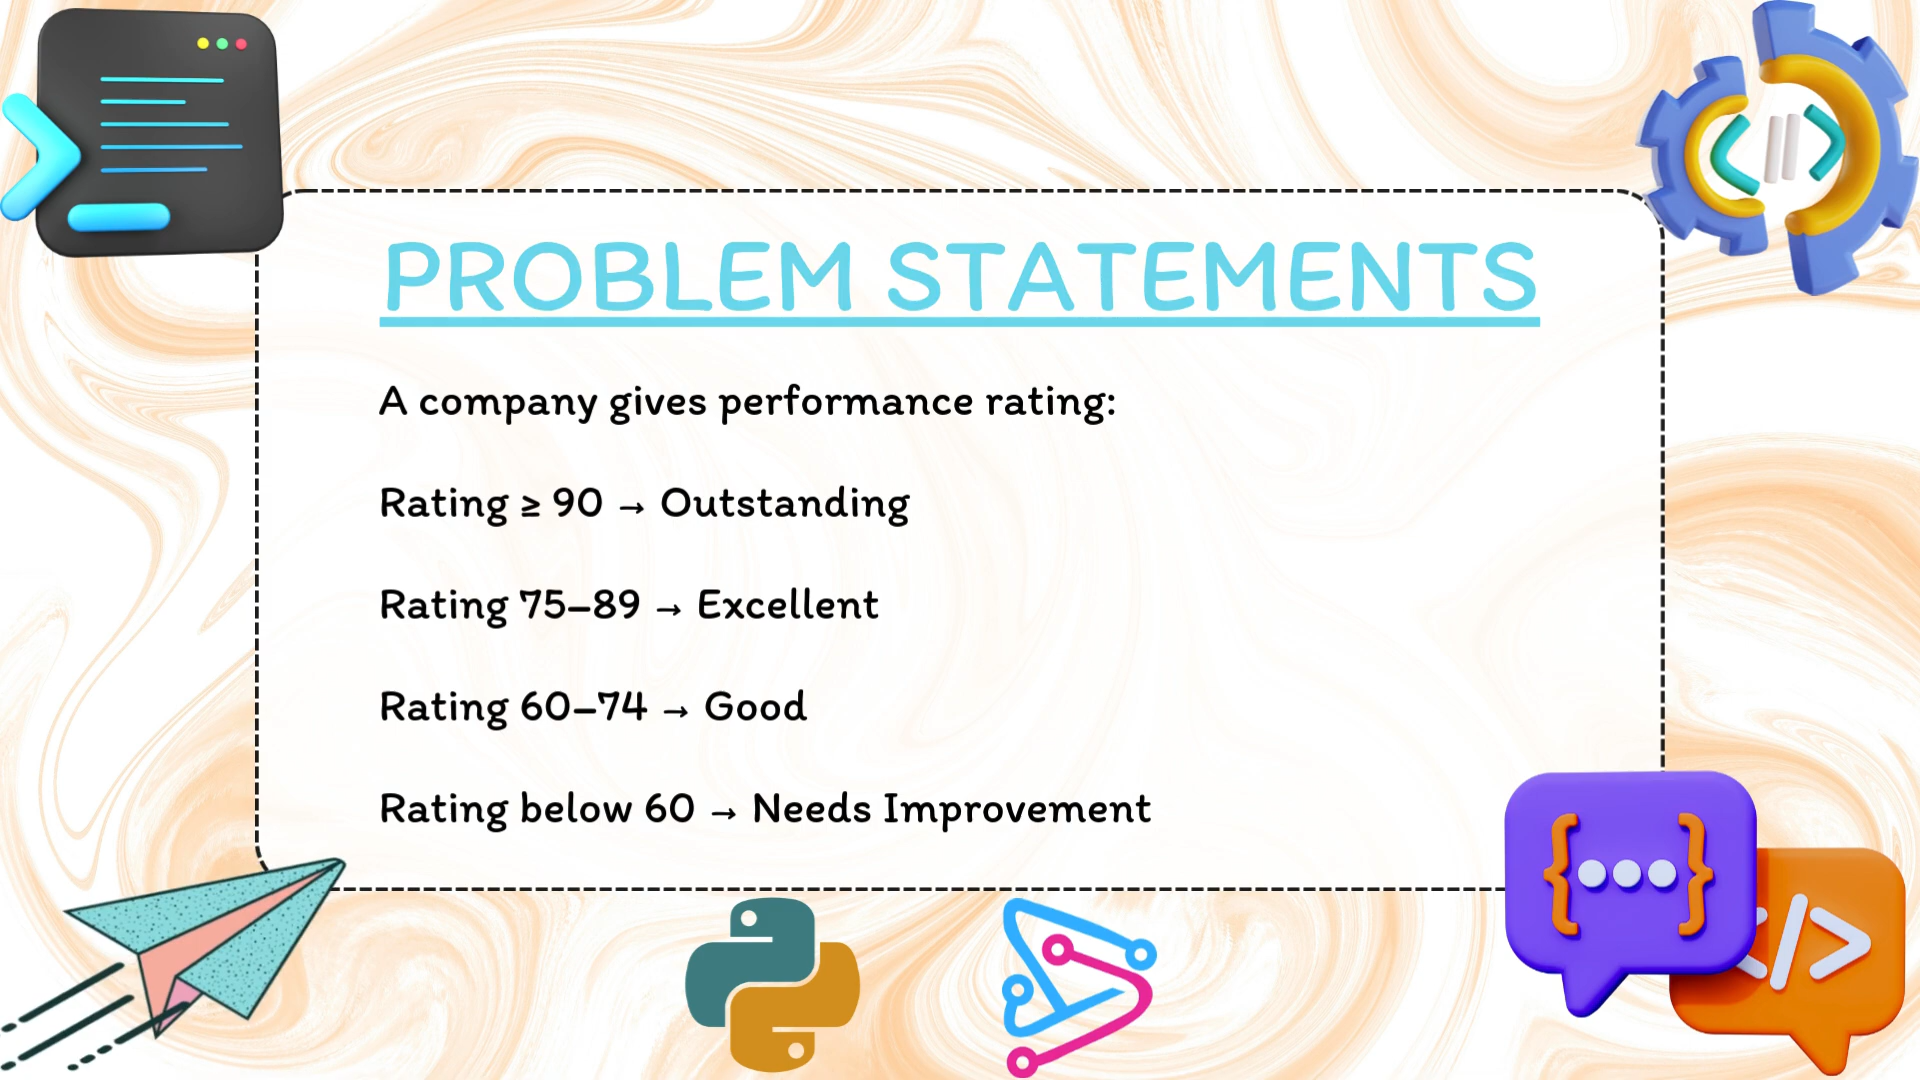 PROBLEM STATEMENTS
A company gives performance rating:
Rating ≥ 90 → Outstanding
Rating 75–89 → Excellent
Rating 60–74 → Good
Rating below 60 → Needs Improvement